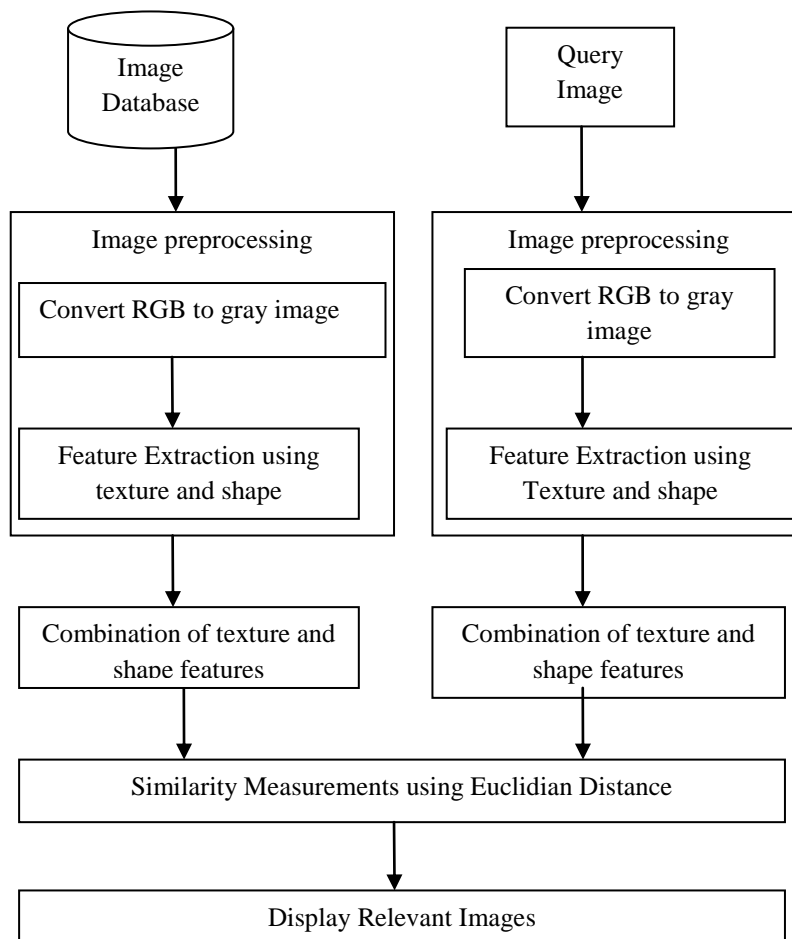 Image
Database
Query
Image
Image preprocessing
Convert RGB to gray image
Feature Extraction using
texture and shape
Image preprocessing
Convert RGB to gray
image
Feature Extraction using
Texture and shape
Combination of texture and
shape features
Combination of texture and
shape features
Similarity Measurements using Euclidian Distance
Display Relevant Images